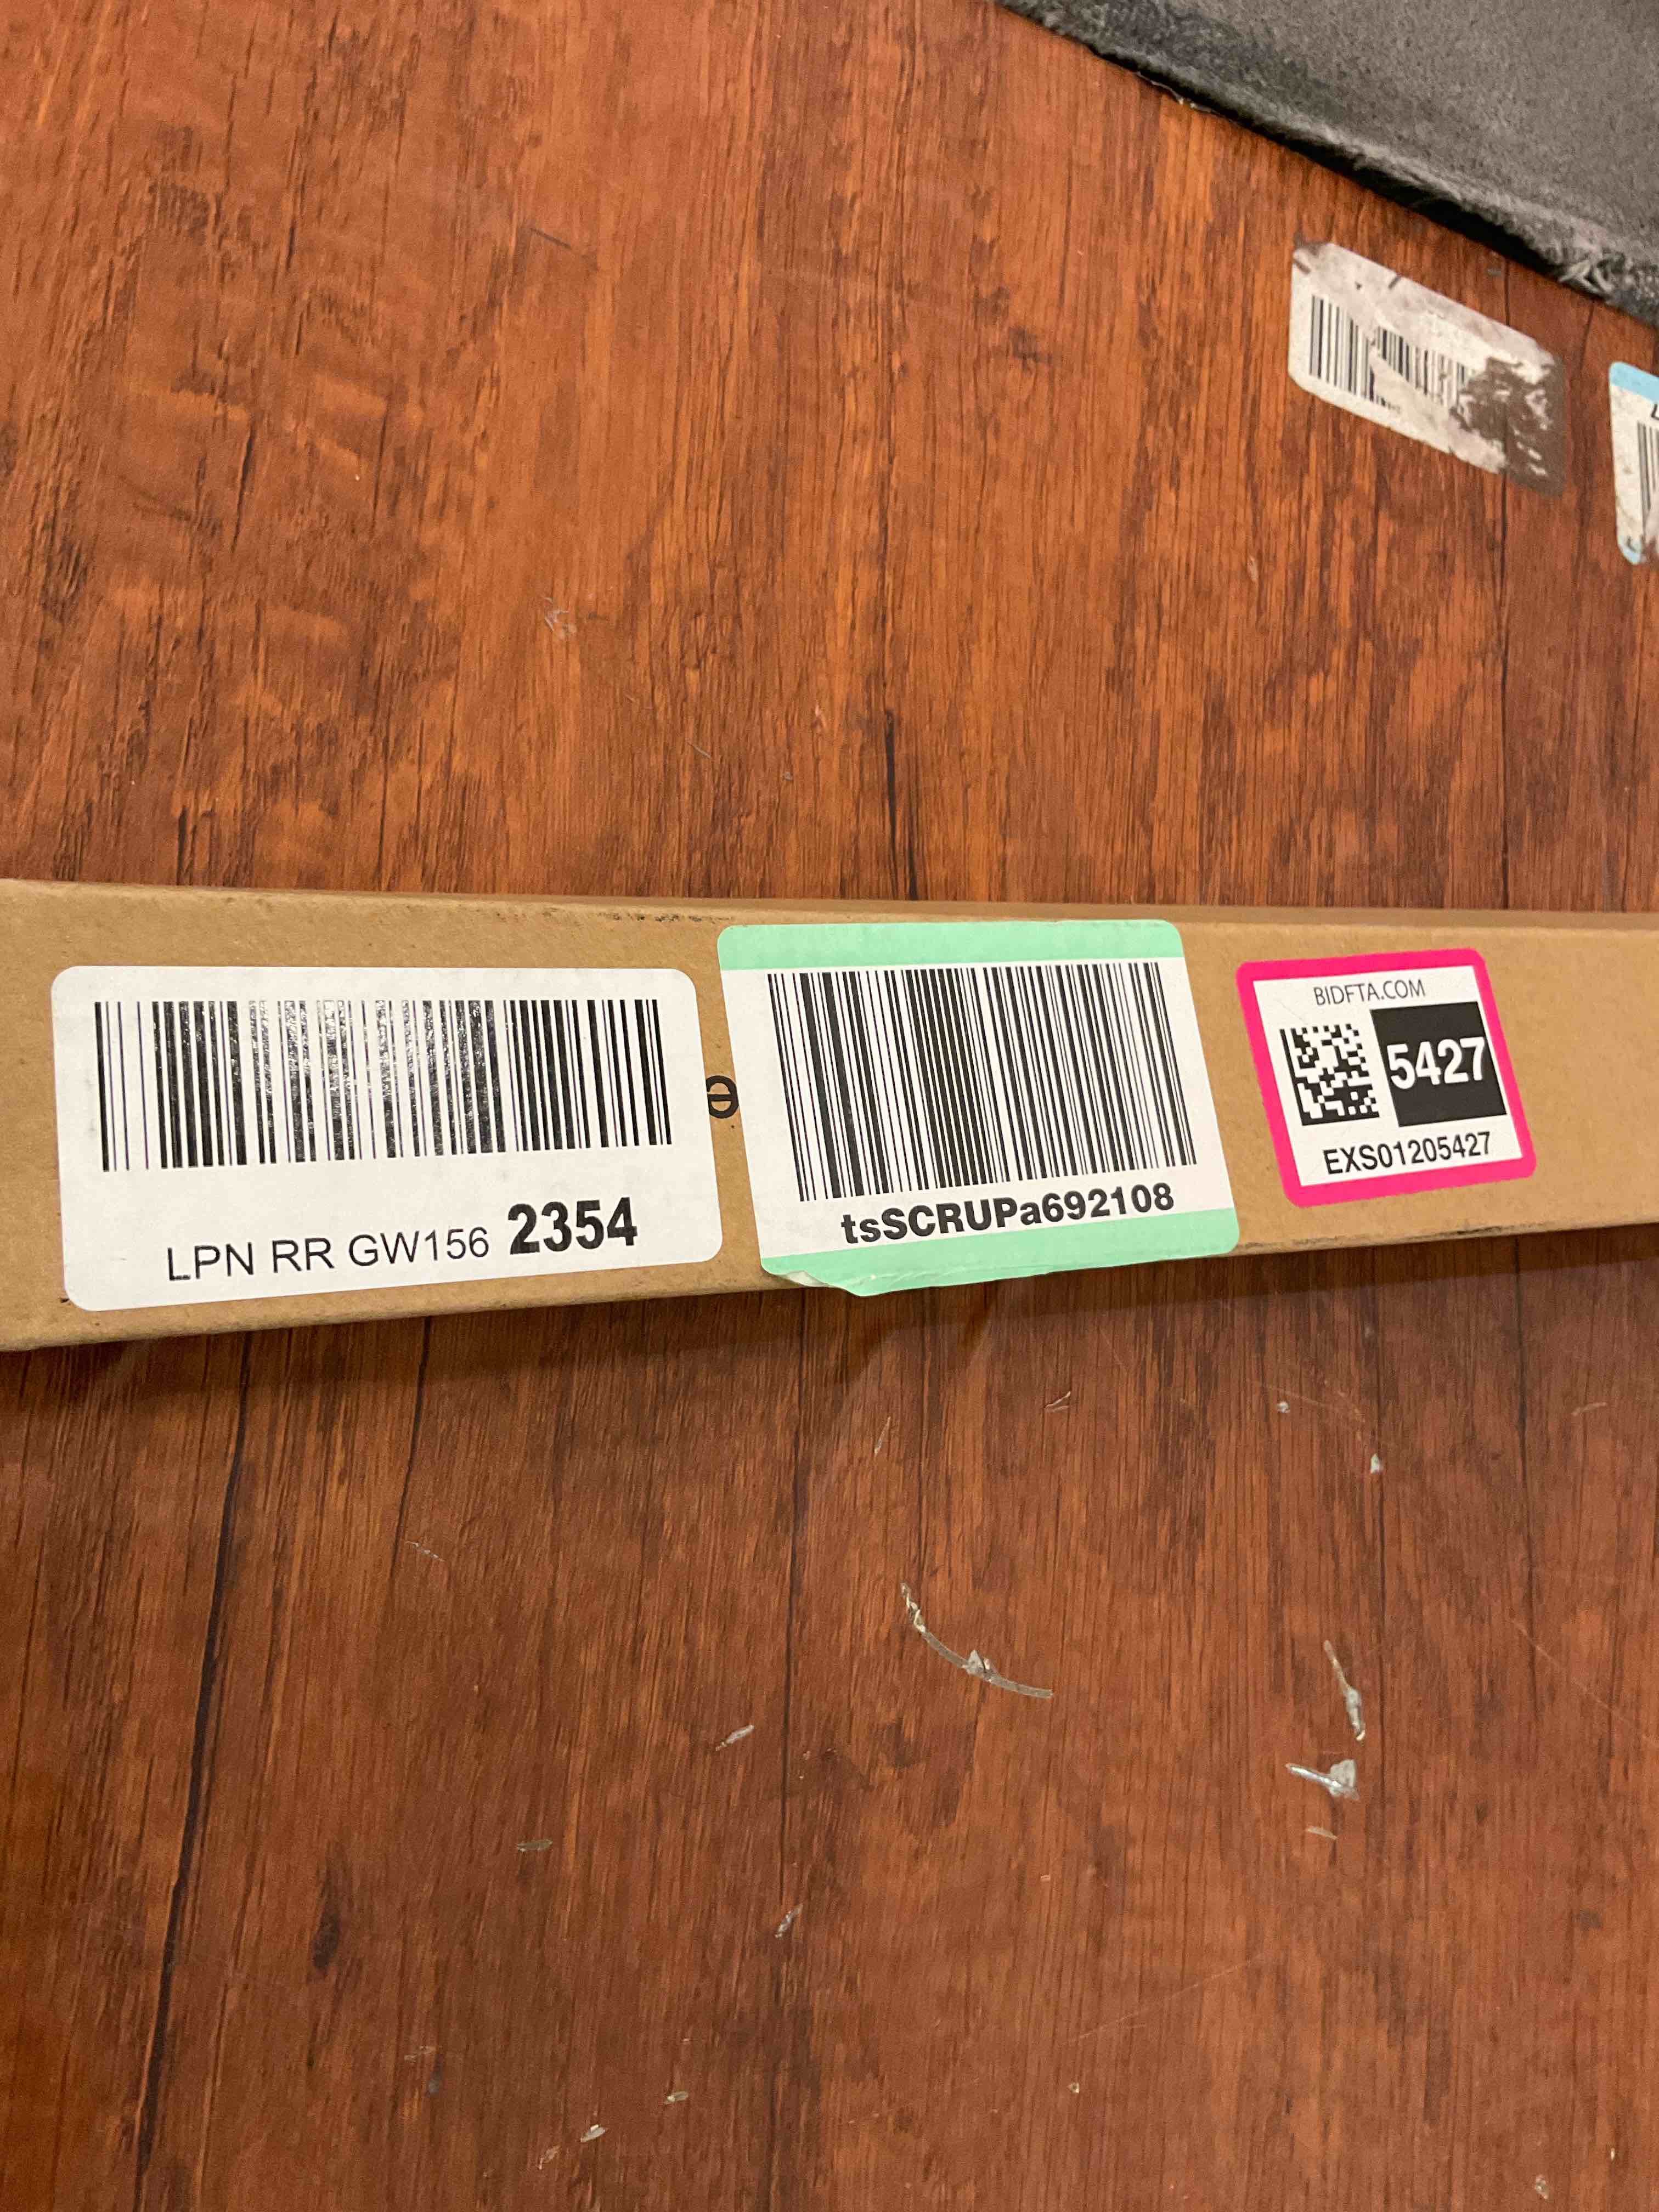 LPN RR GW156 2354
e
tsSCRUPa692108
BIDFTA.COM
5427
EXS01205427